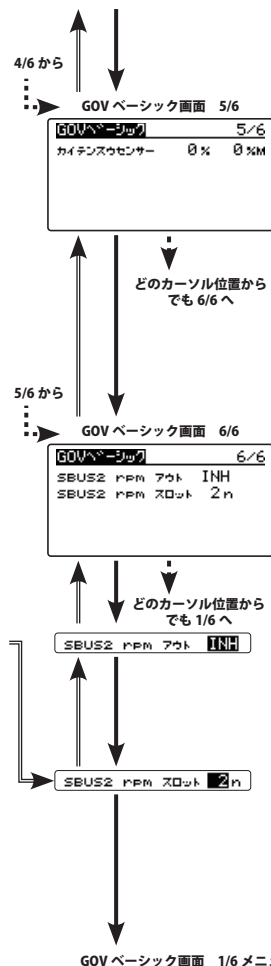 4/6 から
GOV ベーシック画面 5/6
GOVベーシック 5/6
カイテンスウセンサー 0% 0%M
どのカーソル位置から
でも 6/6 へ
5/6 から
GOV ベーシック画面 6/6
GOVベーシック 6/6
SBUS2 rpm アウト INH
SBUS2 rpm スロット 2n
どのカーソル位置から
でも 1/6 へ
SBUS2 rpm アウト INH
SBUS2 rpm スロット 2n
GOV ベーシック画面 1/6 メニ